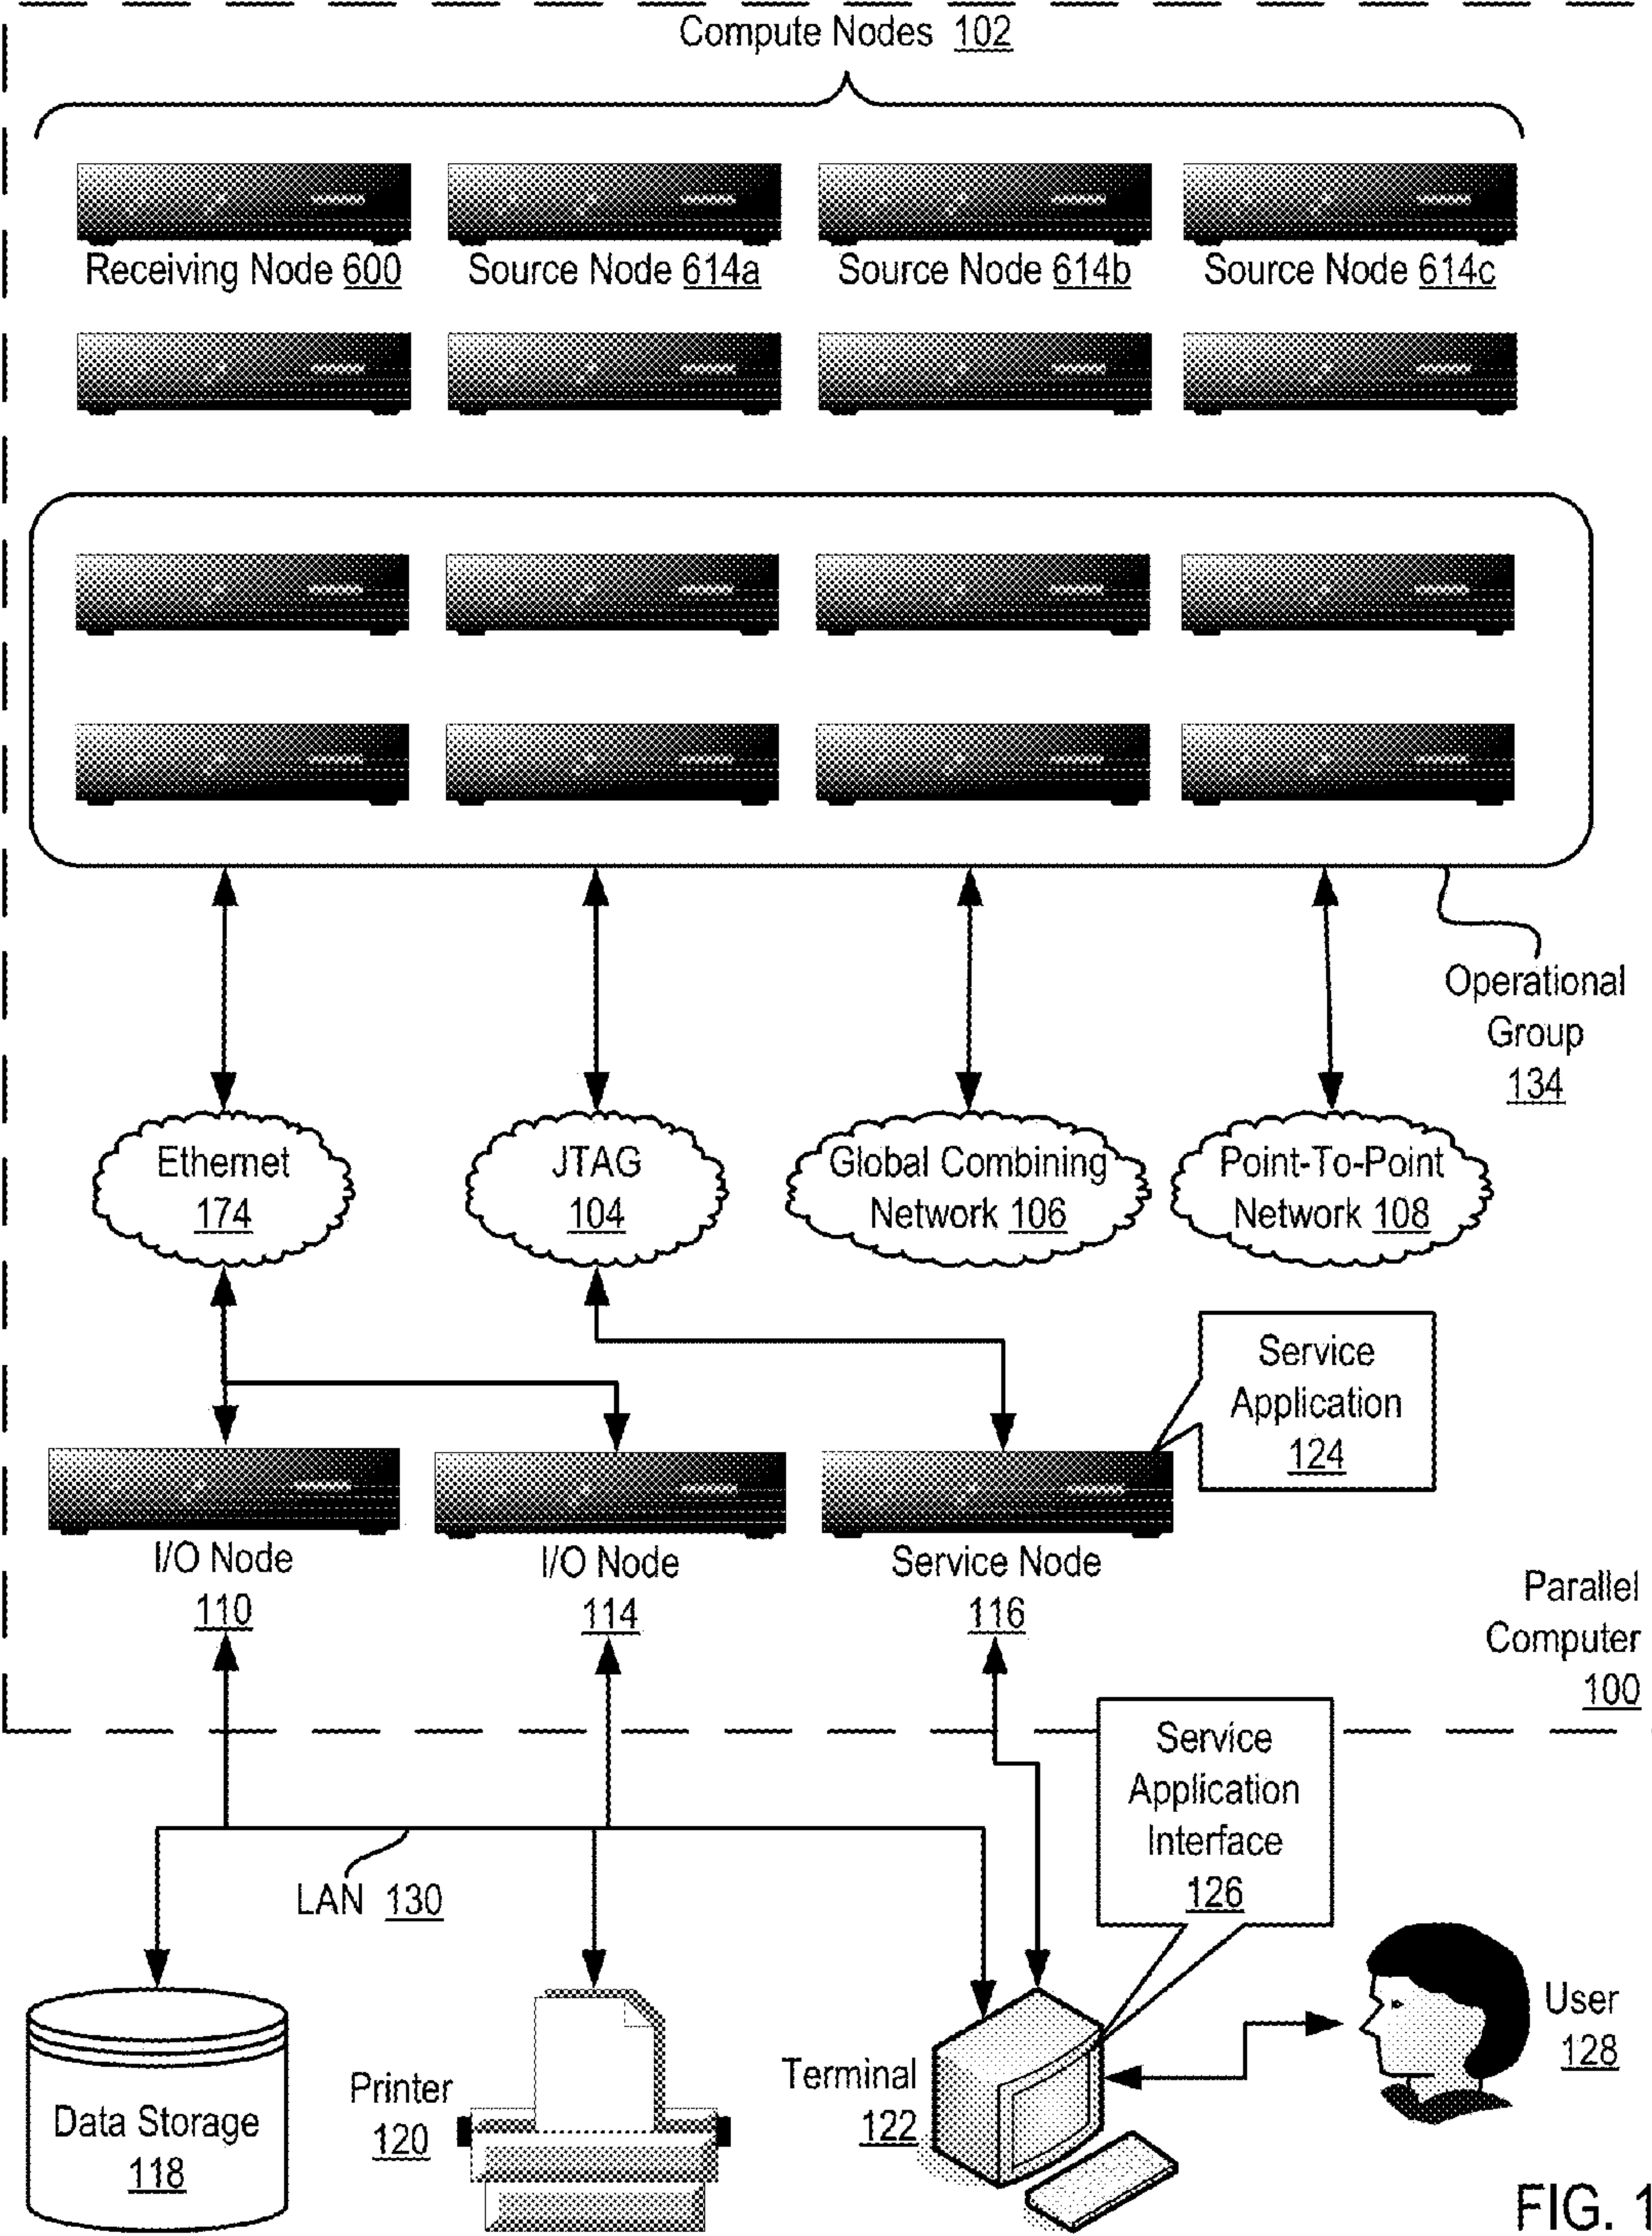 Compute Nodes 102
Receiving Node 600
Source Node 614a
Source Node 614b
Source Node 614c
Operational
Group
134
Ethernet
174
JTAG
104
Global Combining
Network 106
Point-To-Point
Network 108
Service
Application
124
I/O Node
110
I/O Node
114
Service Node
116
Parallel
Computer
100
Service
Application
Interface
126
LAN 130
Data Storage
118
Printer
120
Terminal
122
User
128
FIG. 1